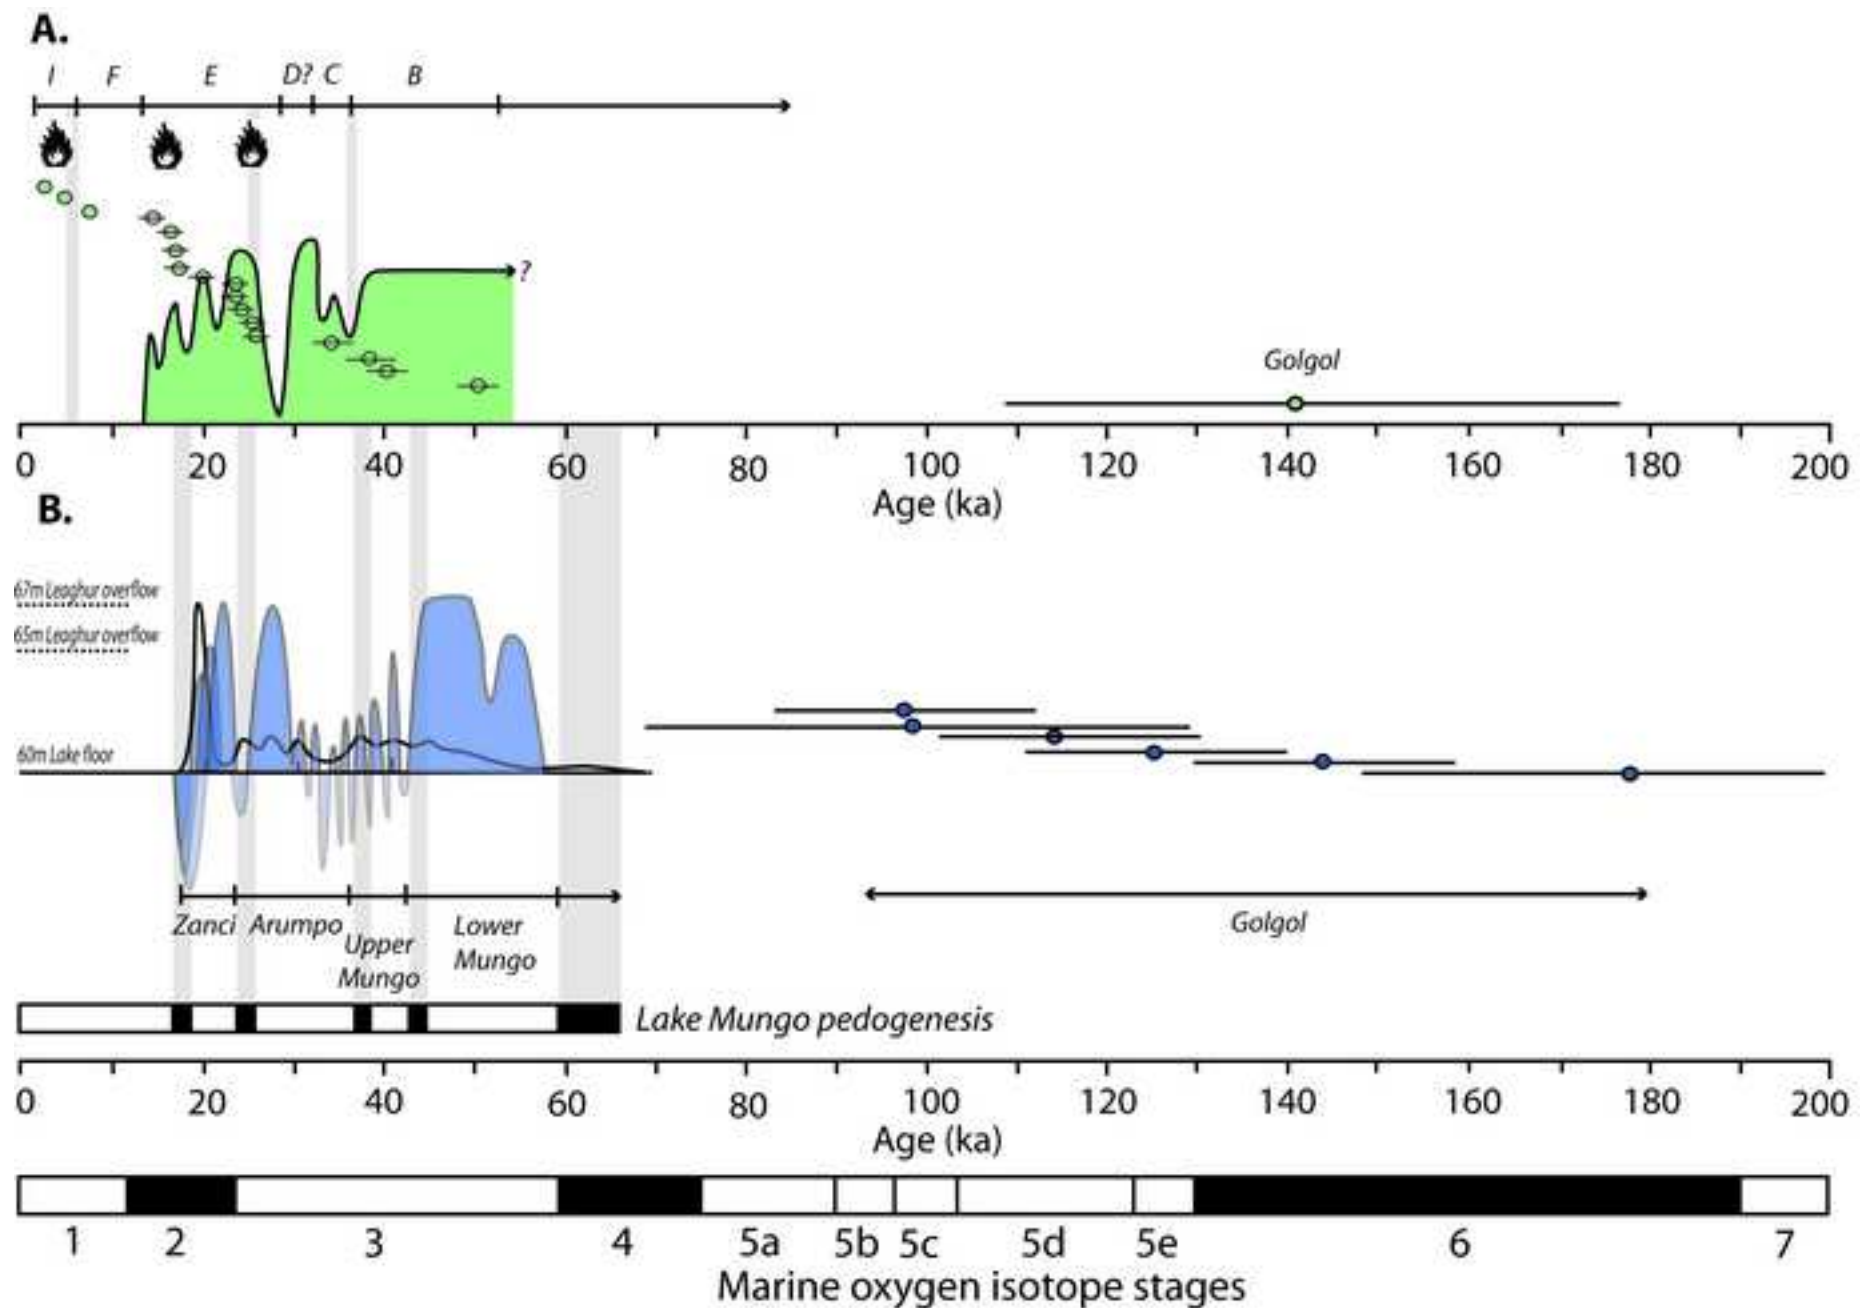 A.
I F E D? C B
?
Golgol
0 20 40 60 80 100 120 140 160 180 200
Age (ka)
B.
67m Leaghur overflow
65m Leaghur overflow
60m Lake floor
Zanci Arumpo Upper Mungo Lower Mungo
Golgol
Lake Mungo pedogenesis
0 20 40 60 80 100 120 140 160 180 200
Age (ka)
1 2 3 4 5a 5b 5c 5d 5e 6 7
Marine oxygen isotope stages